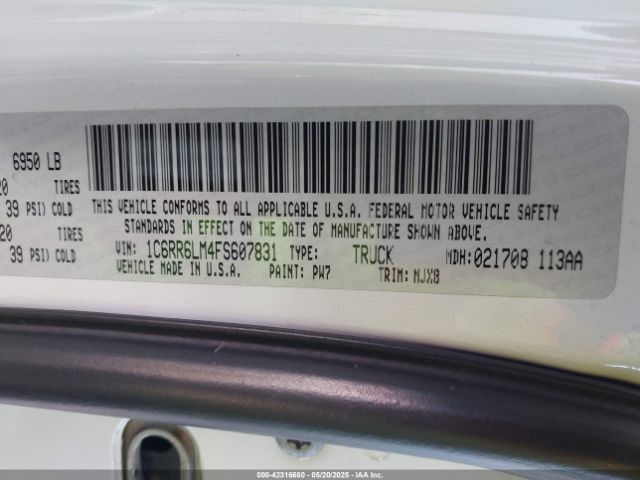 6950 LB
20 TIRES
39 PSI) COLD
20 TIRES
39 PSI) COLD
THIS VEHICLE CONFORMS TO ALL APPLICABLE U.S.A. FEDERAL MOTOR VEHICLE SAFETY
STANDARDS IN EFFECT ON THE DATE OF MANUFACTURE SHOWN ABOVE.
VIN: 1C6RR6LM4FS607831 TYPE: TRUCK MDH:021708 113AA
VEHICLE MADE IN U.S.A. PAINT: PW7 TRIM: MJX8
000-42316680 — 05/20/2025 — IAA Inc.